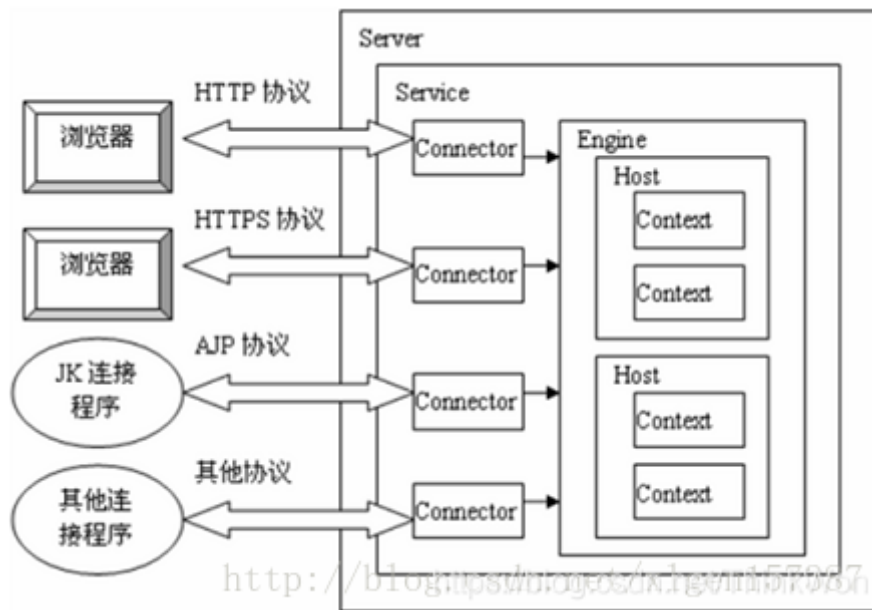 Server
HTTP 协议
Service
浏览器
Connector
Engine
Host
Context
HTTPS 协议
Context
浏览器
Connector
AJP 协议
Host
JK 连接
程序
Connector
Context
其他协议
Context
其他连
接程序
Connector